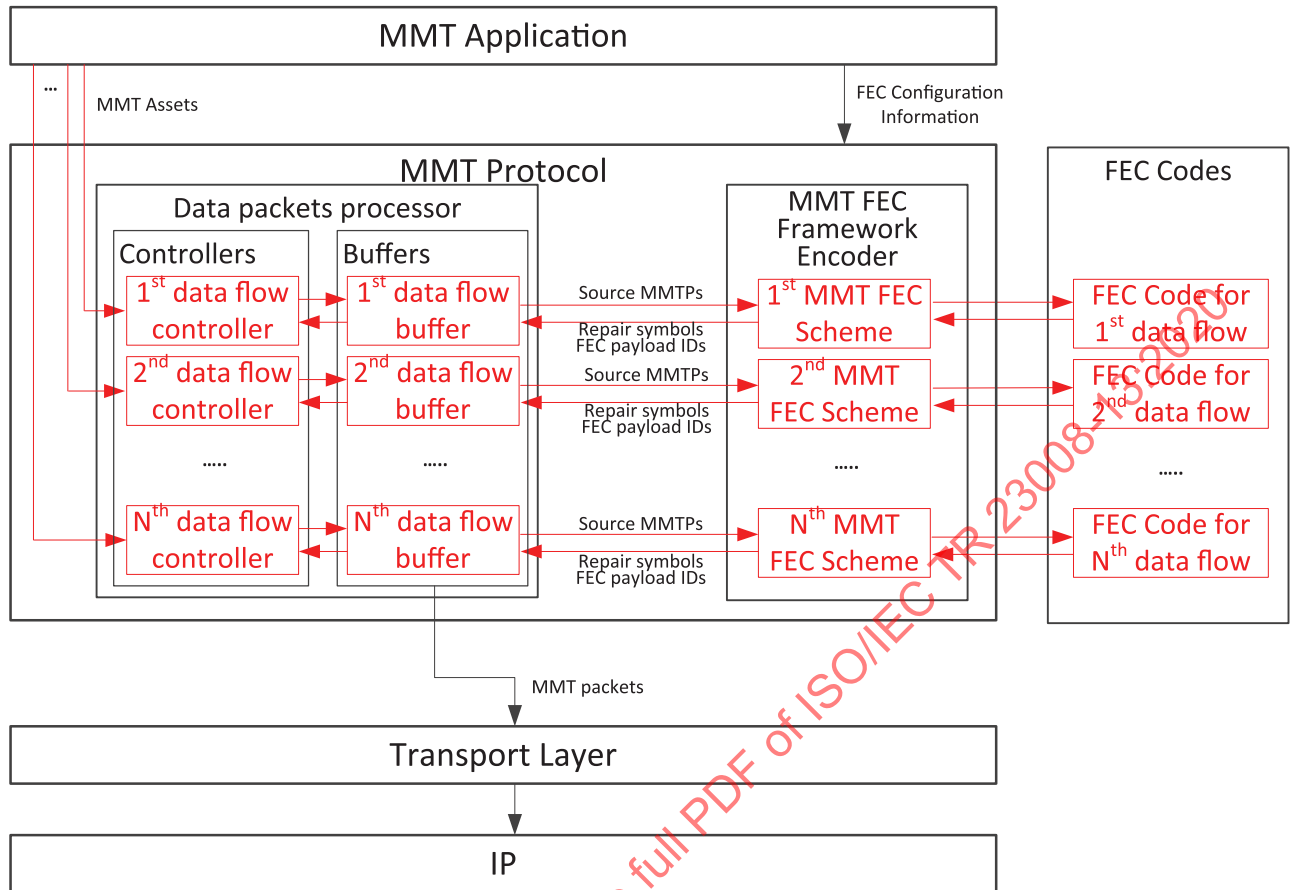 MMT Application
...
MMT Assets
FEC Configuration
Information
MMT Protocol
FEC Codes
Data packets processor
MMT FEC
Framework
Encoder
Controllers
Buffers
1st data flow
controller
1st data flow
buffer
Source MMTPs
Repair symbols
FEC payload IDs
1st MMT FEC
Scheme
FEC Code for
1st data flow
2nd data flow
controller
2nd data flow
buffer
Source MMTPs
Repair symbols
FEC payload IDs
2nd MMT
FEC Scheme
FEC Code for
2nd data flow
.....
.....
.....
.....
Nth data flow
controller
Nth data flow
buffer
Source MMTPs
Repair symbols
FEC payload IDs
Nth MMT
FEC Scheme
FEC Code for
Nth data flow
MMT packets
Transport Layer
IP
full PDF of ISO/IEC TR 23008-13:2020